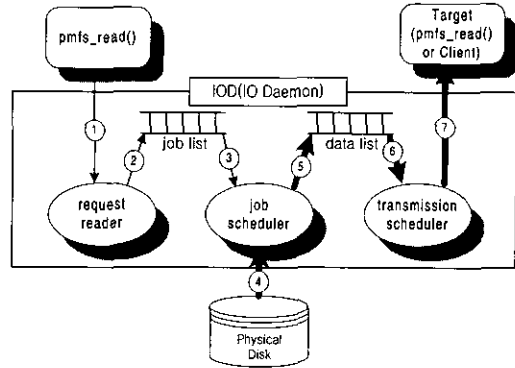 pmfs_read()
Target
(pmfs_read()
or Client)
IOD(IO Daemon)
1
2
job list
3
5
data list
6
7
request
reader
job
scheduler
transmission
scheduler
4
Physical
Disk